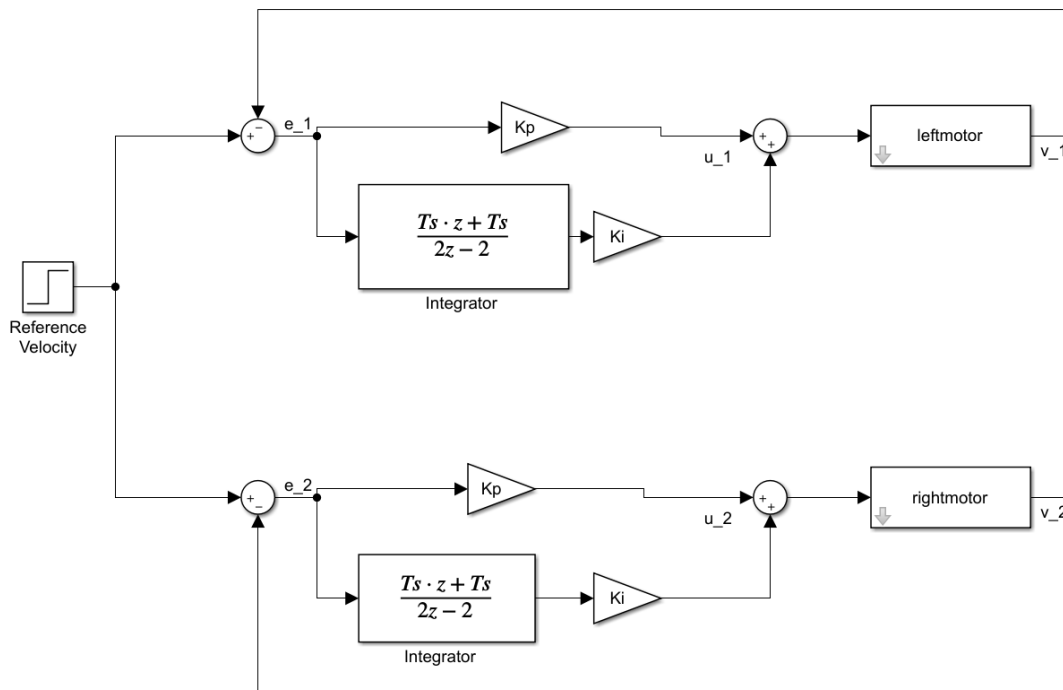 e_1
Kp
u_1
leftmotor
v_1
Ts · z + Ts
2z − 2
Ki
Integrator
Reference
Velocity
e_2
Kp
u_2
rightmotor
v_2
Ts · z + Ts
2z − 2
Ki
Integrator